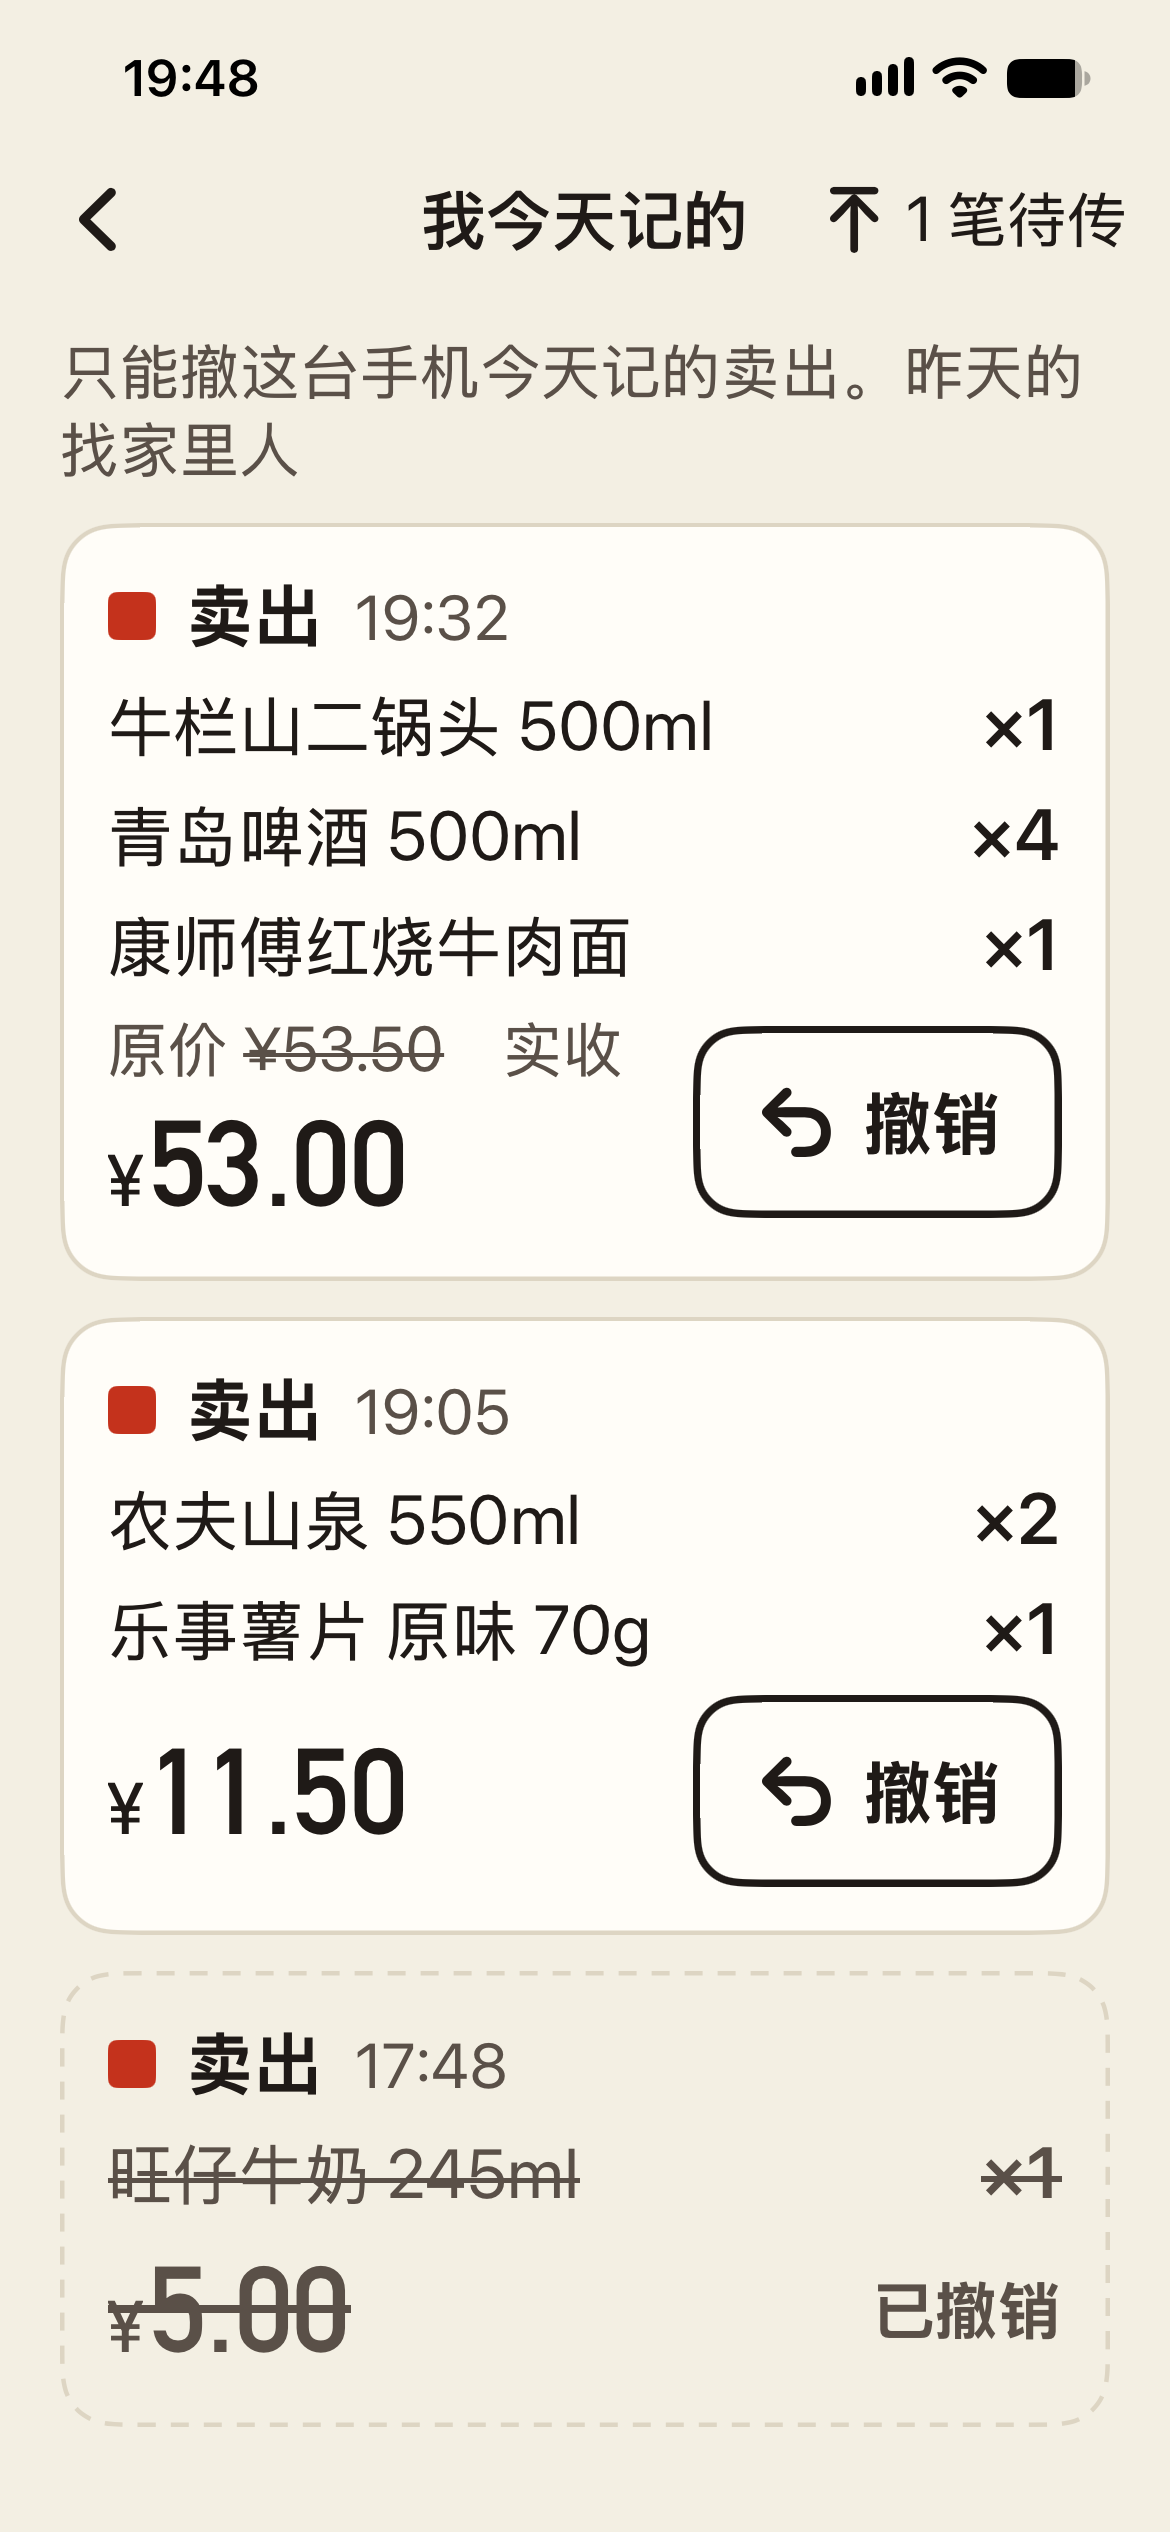 19:48
我今天记的
1 笔待传
只能撤这台手机今天记的卖出。昨天的
找家里人
卖出 19:32
牛栏山二锅头 500ml ×1
青岛啤酒 500ml ×4
康师傅红烧牛肉面 ×1
原价 ¥53.50 实收
¥53.00
撤销
卖出 19:05
农夫山泉 550ml ×2
乐事薯片 原味 70g ×1
¥11.50
撤销
卖出 17:48
旺仔牛奶 245ml ×1
¥5.00
已撤销